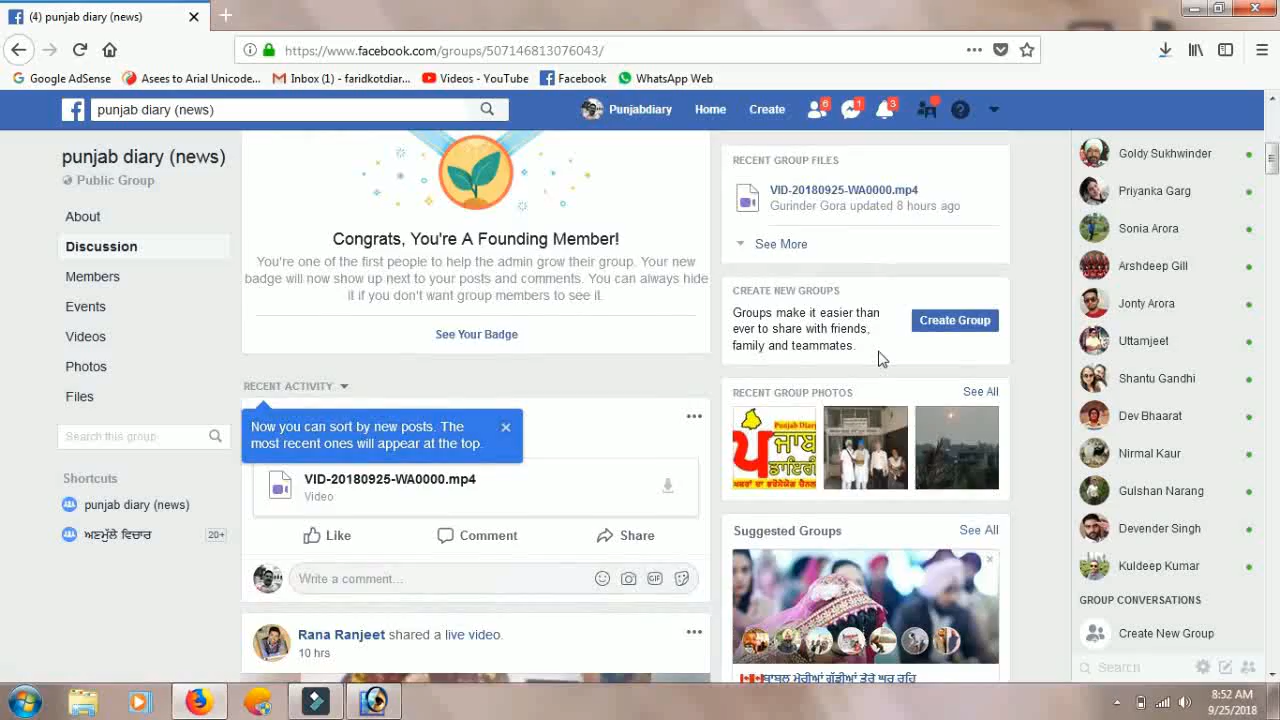 (4) punjab diary (news)
https://www.facebook.com/groups/507146813076043/
Google AdSense
Asees to Arial Unicode...
Inbox (1) - faridkotdiar...
Videos - YouTube
Facebook
WhatsApp Web
punjab diary (news)
Punjabdiary
Home
Create
6
1
3
punjab diary (news)
Public Group
About
Discussion
Members
Events
Videos
Photos
Files
Search this group
Shortcuts
punjab diary (news)
ਅਣਮੁੱਲੇ ਵਿਚਾਰ
20+
Congrats, You're A Founding Member!
You're one of the first people to help the admin grow their group. Your new
badge will now show up next to your posts and comments. You can always hide
it if you don't want group members to see it.
See Your Badge
RECENT ACTIVITY
Now you can sort by new posts. The
most recent ones will appear at the top.
VID-20180925-WA0000.mp4
Video
Like
Comment
Share
Write a comment...
GIF
Rana Ranjeet shared a live video.
10 hrs
RECENT GROUP FILES
VID-20180925-WA0000.mp4
Gurinder Gora updated 8 hours ago
See More
CREATE NEW GROUPS
Groups make it easier than
ever to share with friends,
family and teammates.
Create Group
RECENT GROUP PHOTOS
See All
Punjab Diary
ਪੰਜਾਬ
ਡਾਇਰੀ
Suggested Groups
See All
ਬਾਬਲ ਮੇਰੀਆਂ ਗੁੱਡੀਆਂ ਤੇਰੇ ਘਰ ਰਹਿ
Goldy Sukhwinder
Priyanka Garg
Sonia Arora
Arshdeep Gill
Jonty Arora
Uttamjeet
Shantu Gandhi
Dev Bhaarat
Nirmal Kaur
Gulshan Narang
Devender Singh
Kuldeep Kumar
GROUP CONVERSATIONS
Create New Group
Search
8:52 AM
9/25/2018